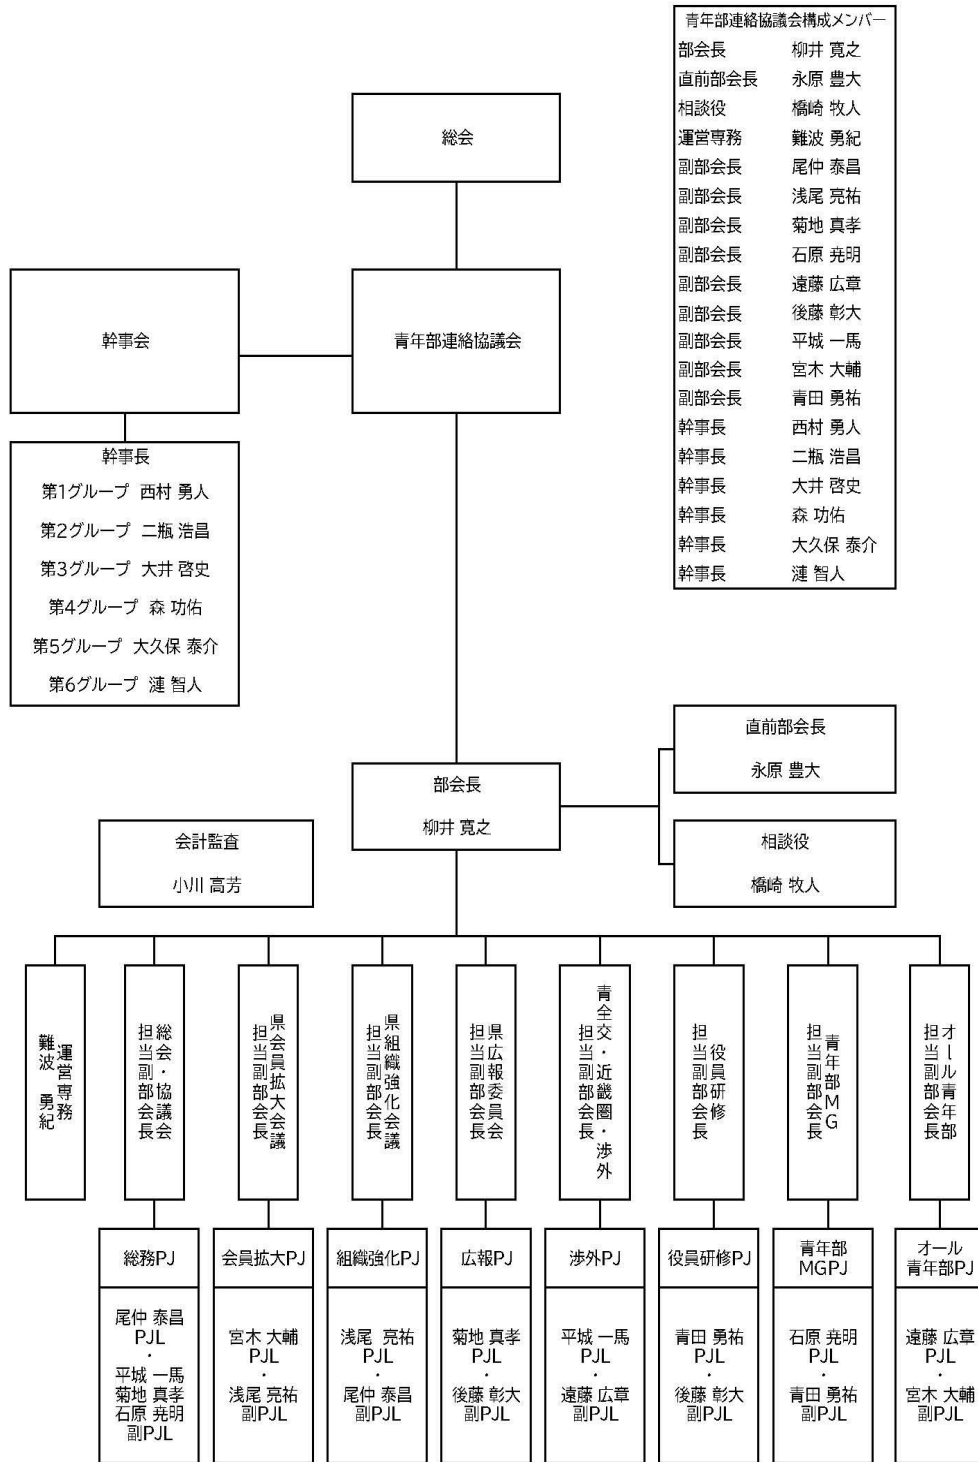 青年部連絡協議会構成メンバー
部会長 柳井 寛之
直前部会長 永原 豊大
相談役 橋崎 牧人
運営専務 難波 勇紀
副部会長 尾仲 泰昌
副部会長 浅尾 亮祐
副部会長 菊地 真孝
副部会長 石原 尭明
副部会長 遠藤 広章
副部会長 後藤 彰大
副部会長 平城 一馬
副部会長 宮木 大輔
副部会長 青田 勇祐
幹事長 西村 勇人
幹事長 二瓶 浩昌
幹事長 大井 啓史
幹事長 森 功佑
幹事長 大久保 泰介
幹事長 漣 智人
総会
幹事会
青年部連絡協議会
幹事長
第1グループ 西村 勇人
第2グループ 二瓶 浩昌
第3グループ 大井 啓史
第4グループ 森 功佑
第5グループ 大久保 泰介
第6グループ 漣 智人
部会長
柳井 寛之
直前部会長
永原 豊大
相談役
橋崎 牧人
会計監査
小川 高芳
運営専務
難波 勇紀
総会・協議会
担当副部会長
県会員拡大会議
担当副部会長
県組織強化会議
担当副部会長
県広報委員会
担当副部会長
青全交・近畿圏・渉外
担当副部会長
役員研修
担当副部会長
青年部MG
担当副部会長
オール青年部
担当副部会長
総務PJ
尾仲 泰昌
PJL
・
平城 一馬
菊地 真孝
石原 尭明
副PJL
会員拡大PJ
宮木 大輔
PJL
・
浅尾 亮祐
副PJL
組織強化PJ
浅尾 亮祐
PJL
・
尾仲 泰昌
副PJL
広報PJ
菊地 真孝
PJL
・
後藤 彰大
副PJL
渉外PJ
平城 一馬
PJL
・
遠藤 広章
副PJL
役員研修PJ
青田 勇祐
PJL
・
後藤 彰大
副PJL
青年部
MGPJ
石原 尭明
PJL
・
青田 勇祐
副PJL
オール
青年部PJ
遠藤 広章
PJL
・
宮木 大輔
副PJL